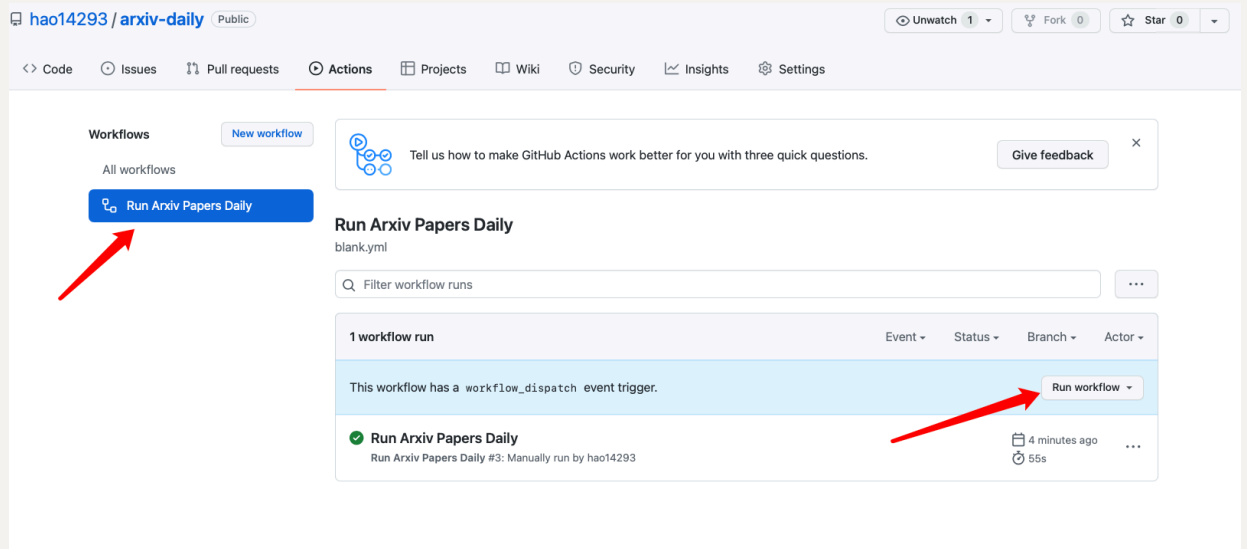 hao14293 / arxiv-daily Public
Unwatch 1 Fork 0 Star 0
Code Issues Pull requests Actions Projects Wiki Security Insights Settings
Workflows New workflow
All workflows
Run Arxiv Papers Daily
Tell us how to make GitHub Actions work better for you with three quick questions. Give feedback
Run Arxiv Papers Daily
blank.yml
Filter workflow runs
1 workflow run Event Status Branch Actor
This workflow has a workflow_dispatch event trigger. Run workflow
Run Arxiv Papers Daily 4 minutes ago
Run Arxiv Papers Daily #3: Manually run by hao14293 55s